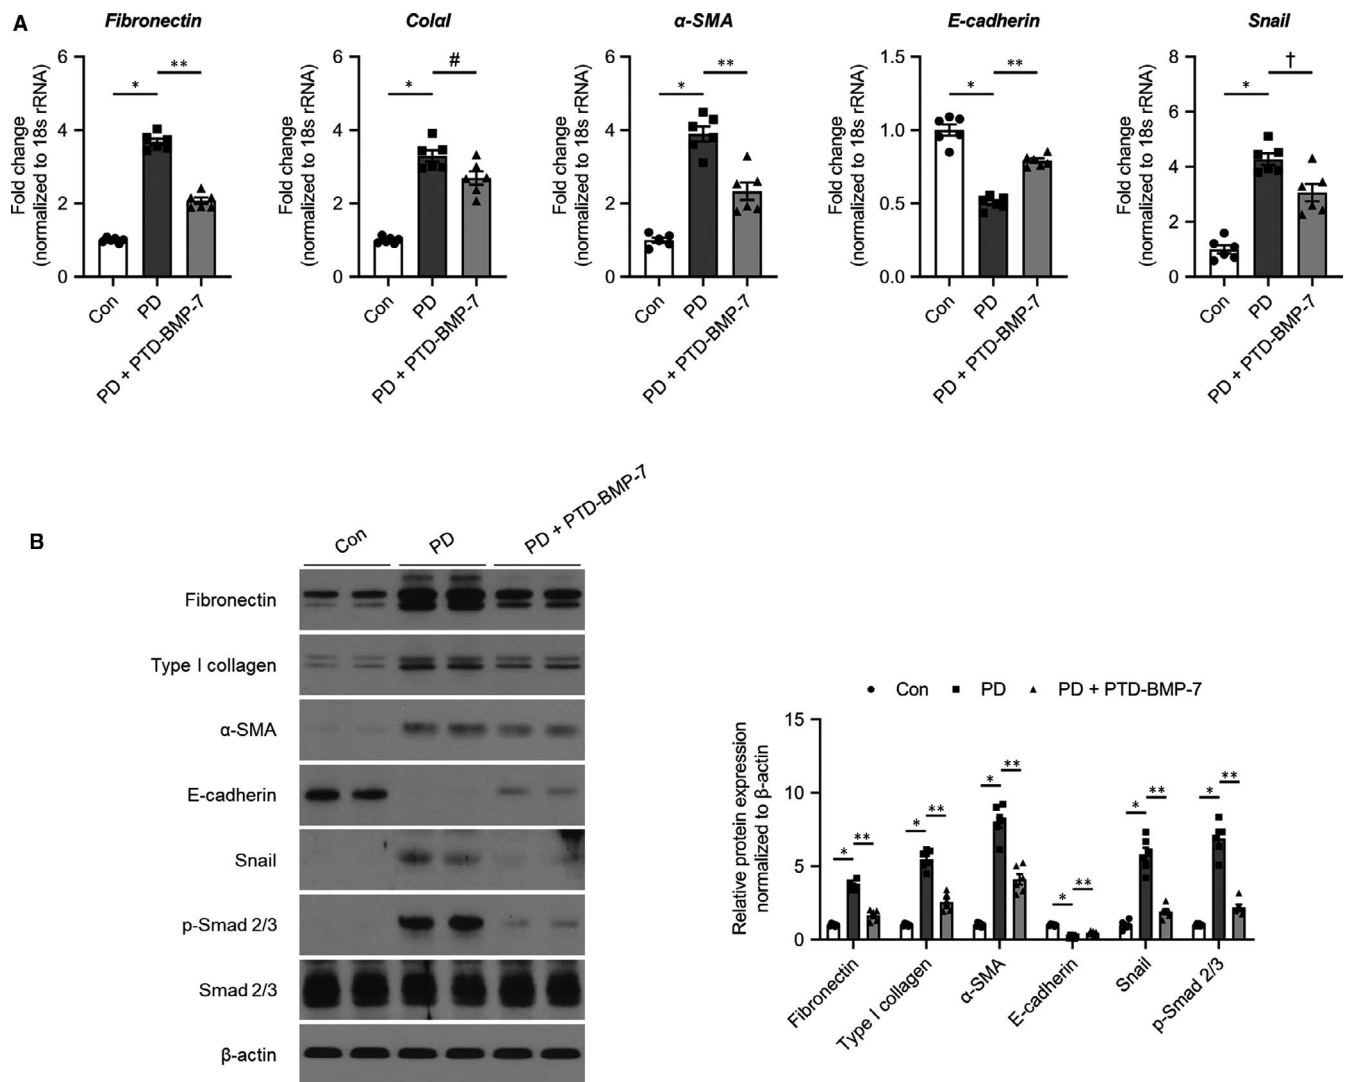 A
Fibronectin
Fold change
(normalized to 18s rRNA)
6
4
2
0
*
**
Con
PD
PD + PTD-BMP-7
ColαI
Fold change
(normalized to 18s rRNA)
6
4
2
0
*
#
Con
PD
PD + PTD-BMP-7
α-SMA
Fold change
(normalized to 18s rRNA)
6
4
2
0
*
**
Con
PD
PD + PTD-BMP-7
E-cadherin
Fold change
(normalized to 18s rRNA)
1.5
1.0
0.5
0.0
*
**
Con
PD
PD + PTD-BMP-7
Snail
Fold change
(normalized to 18s rRNA)
8
6
4
2
0
*
†
Con
PD
PD + PTD-BMP-7
B
Con
PD
PD + PTD-BMP-7
Fibronectin
Type I collagen
α-SMA
E-cadherin
Snail
p-Smad 2/3
Smad 2/3
β-actin
Con PD PD + PTD-BMP-7
Relative protein expression
normalized to β-actin
15
10
5
0
* **
* **
* **
* **
* **
* **
Fibronectin
Type I collagen
α-SMA
E-cadherin
Snail
p-Smad 2/3